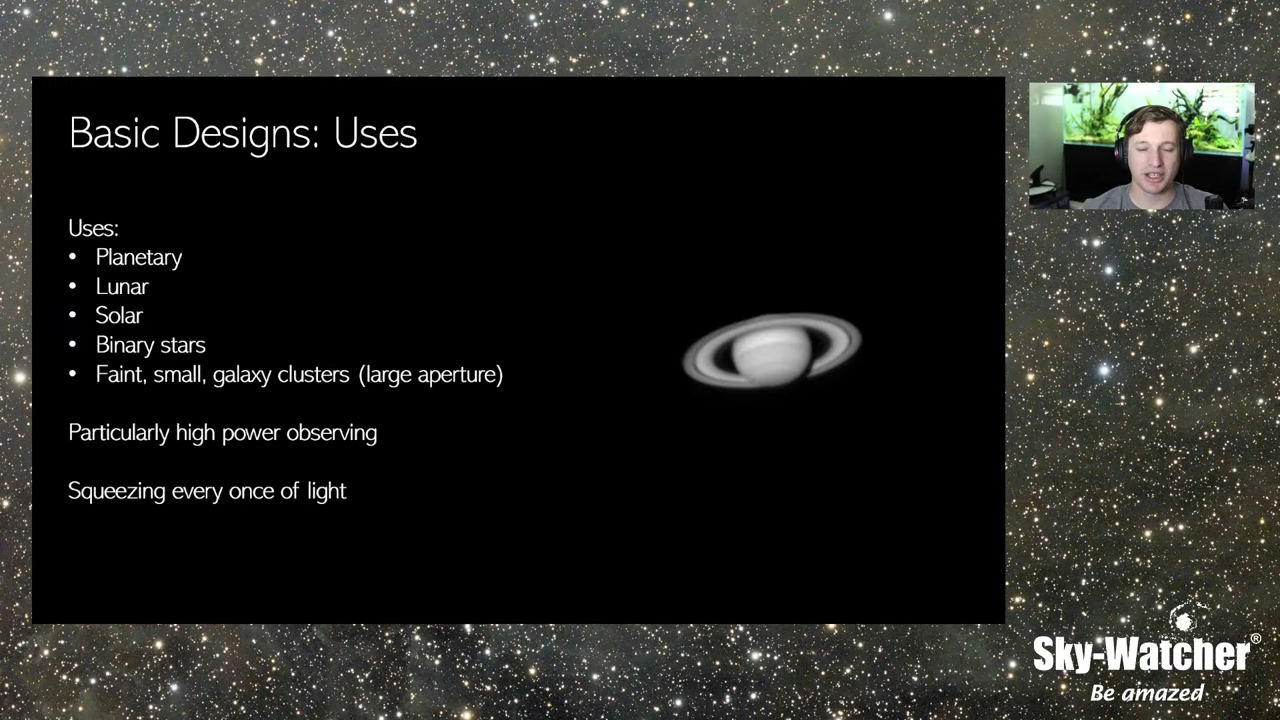 Basic Designs: Uses
Uses:
• Planetary
• Lunar
• Solar
• Binary stars
• Faint, small, galaxy clusters (large aperture)
Particularly high power observing
Squeezing every once of light
Sky-Watcher®
Be amazed